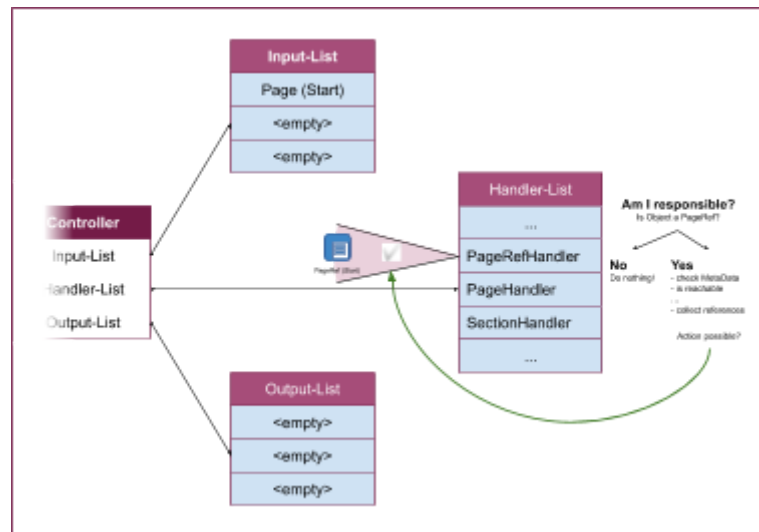 Input-List
Page (Start)
<empty>
<empty>
Controller
Input-List
Handler-List
Output-List
PageRef (Start)
Handler-List
...
PageRefHandler
PageHandler
SectionHandler
...
Am I responsible?
Is Object a PageRef?
No
Do nothing!
Yes
- check MetaData
- is reachable
...
- collect references
Action possible?
Output-List
<empty>
<empty>
<empty>